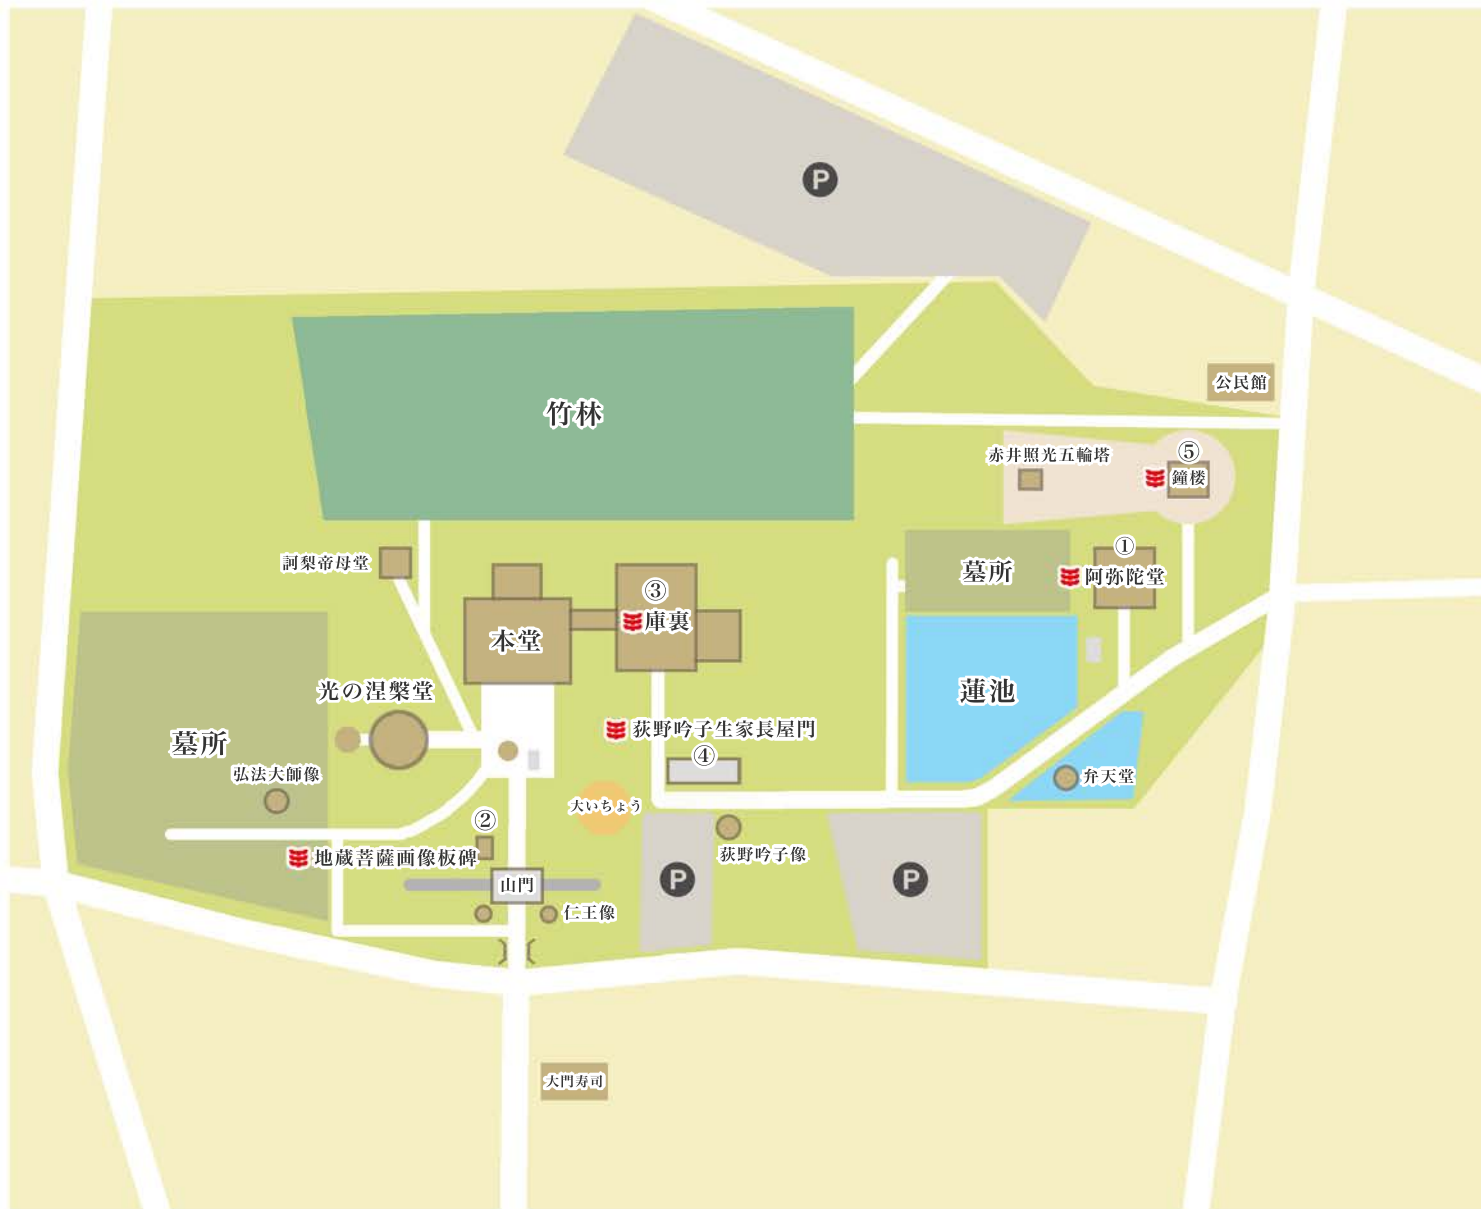 P
公民館
竹林
赤井照光五輪塔
⑤
鐘楼
①
阿弥陀堂
墓所
訶梨帝母堂
③
庫裏
本堂
蓮池
光の涅槃堂
墓所
弘法大師像
荻野吟子生家長屋門
④
弁天堂
大いちょう
②
地蔵菩薩画像板碑
荻野吟子像
P
P
山門
仁王像
大門寿司